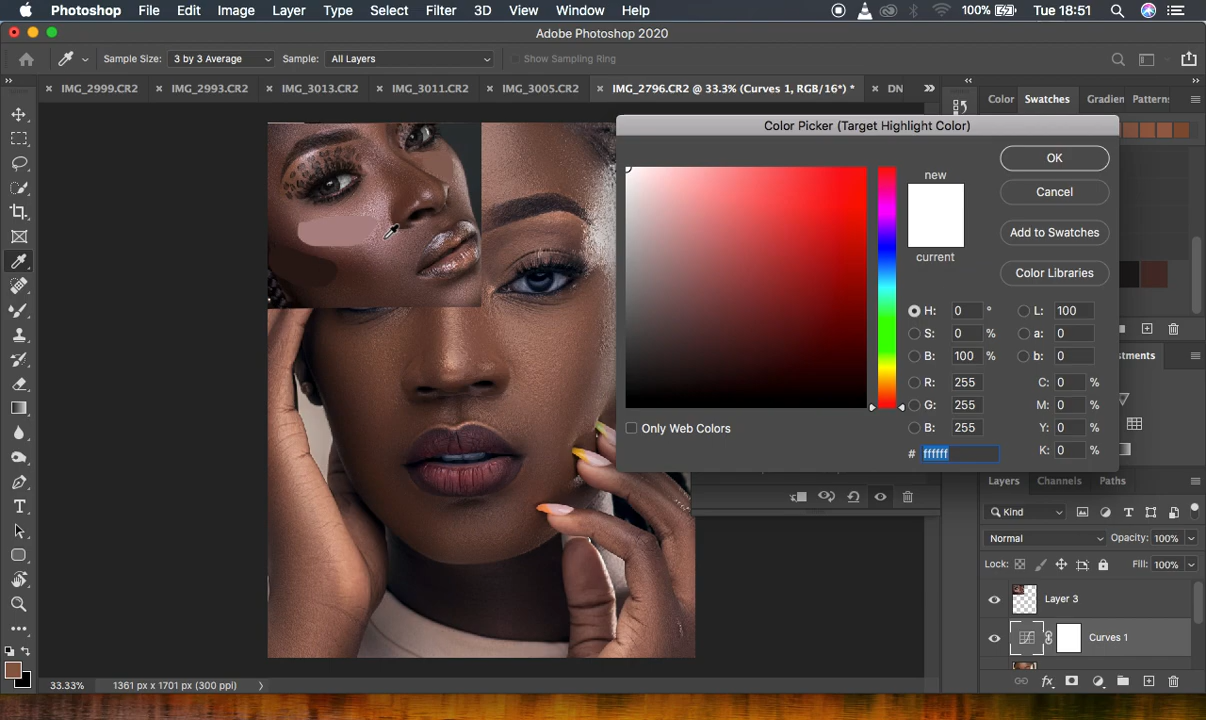 Photoshop File Edit Image Layer Type Select Filter 3D View Window Help 100% Tue 18:51
Adobe Photoshop 2020
Sample Size: 3 by 3 Average Sample: All Layers Show Sampling Ring
IMG_2999.CR2 IMG_2993.CR2 IMG_3013.CR2 IMG_3011.CR2 IMG_3005.CR2 IMG_2796.CR2 @ 33.3% (Curves 1, RGB/16*) * DN
Color Swatches Gradien Pattern
Color Picker (Target Highlight Color)
new
current
OK
Cancel
Add to Swatches
Color Libraries
H: 0 ° L: 100
S: 0 % a: 0
B: 100 % b: 0
R: 255 C: 0 %
G: 255 M: 0 %
B: 255 Y: 0 %
# ffffff K: 0 %
Only Web Colors
stments
Layers Channels Paths
Kind
Normal Opacity: 100%
Lock: Fill: 100%
Layer 3
Curves 1
33.33% 1361 px x 1701 px (300 ppi)